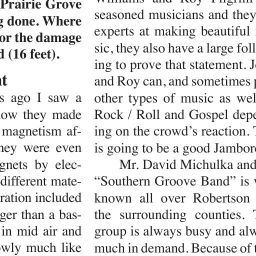 Prairie Grove
g done. Where
or the damage
d (16 feet).
nt
s ago I saw a
ow they made
magnetism af-
hey were even
gnets by elec-
different mate-
ration included
ger than a bas-
in mid air and
owly much like
Williams and Roy Pilgrim
seasoned musicians and they
experts at making beautiful
sic, they also have a large foll
ing to prove that statement. J
and Roy can, and sometimes p
other types of music as wel
Rock / Roll and Gospel depe
ing on the crowd's reaction. T
is going to be a good Jambor
Mr. David Michulka and
"Southern Groove Band" is v
known all over Robertson
the surrounding counties. T
group is always busy and alw
much in demand. Because of t